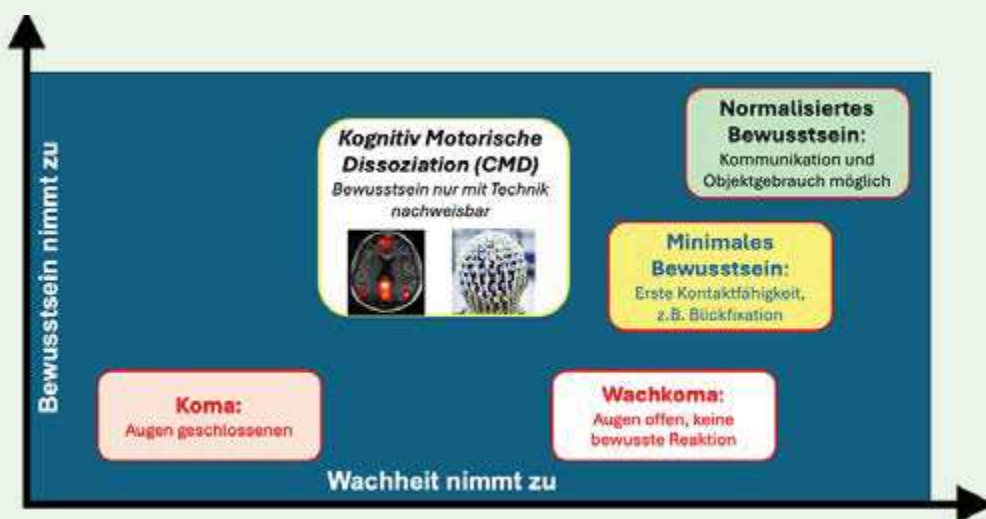 Bewusstsein nimmt zu
Kognitiv Motorische
Dissoziation (CMD)
Bewusstsein nur mit Technik
nachweisbar
Normalisiertes
Bewusstsein:
Kommunikation und
Objektgebrauch möglich
Minimales
Bewusstsein:
Erste Kontaktfähigkeit,
z.B. Blickfixation
Koma:
Augen geschlossenen
Wachkoma:
Augen offen, keine
bewusste Reaktion
Wachheit nimmt zu